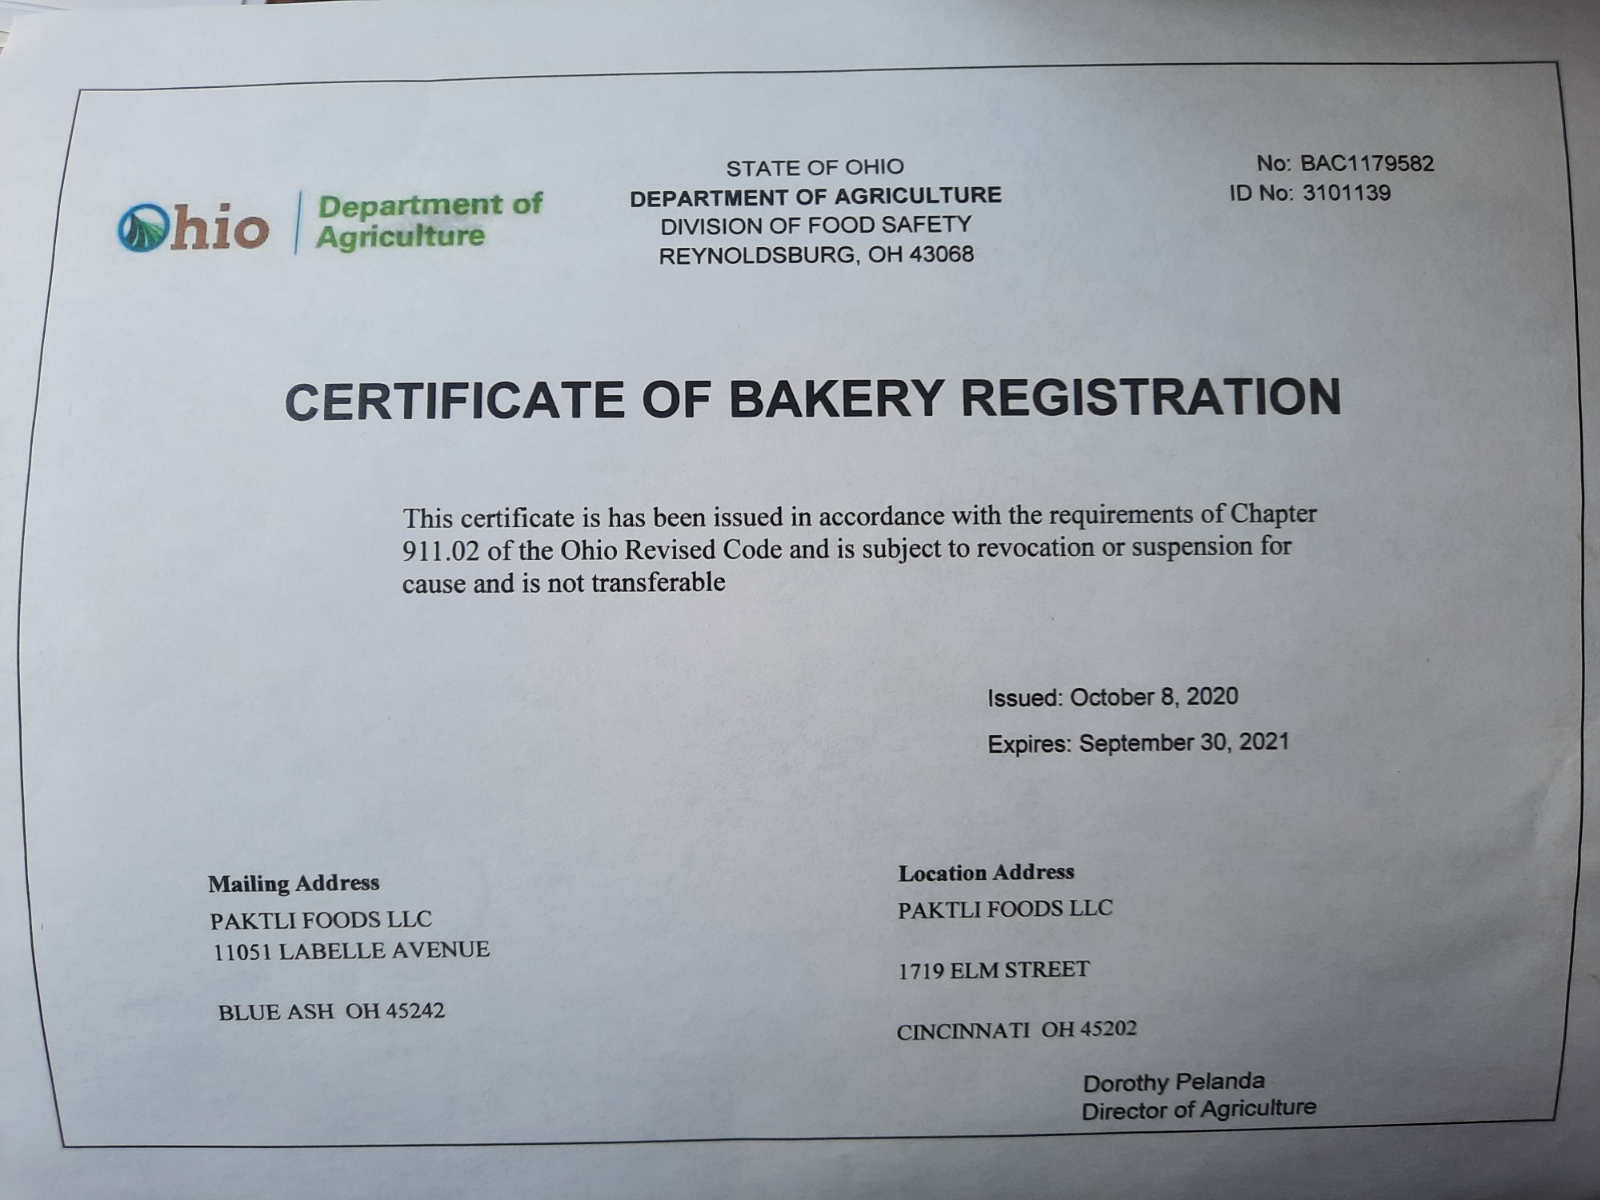 Ohio
Department of
Agriculture
STATE OF OHIO
DEPARTMENT OF AGRICULTURE
DIVISION OF FOOD SAFETY
REYNOLDSBURG, OH 43068
No: BAC1179582
ID No: 3101139
CERTIFICATE OF BAKERY REGISTRATION
This certificate is has been issued in accordance with the requirements of Chapter
911.02 of the Ohio Revised Code and is subject to revocation or suspension for
cause and is not transferable
Issued: October 8, 2020
Expires: September 30, 2021
Mailing Address
PAKTLI FOODS LLC
11051 LABELLE AVENUE
BLUE ASH OH 45242
Location Address
PAKTLI FOODS LLC
1719 ELM STREET
CINCINNATI OH 45202
Dorothy Pelanda
Director of Agriculture